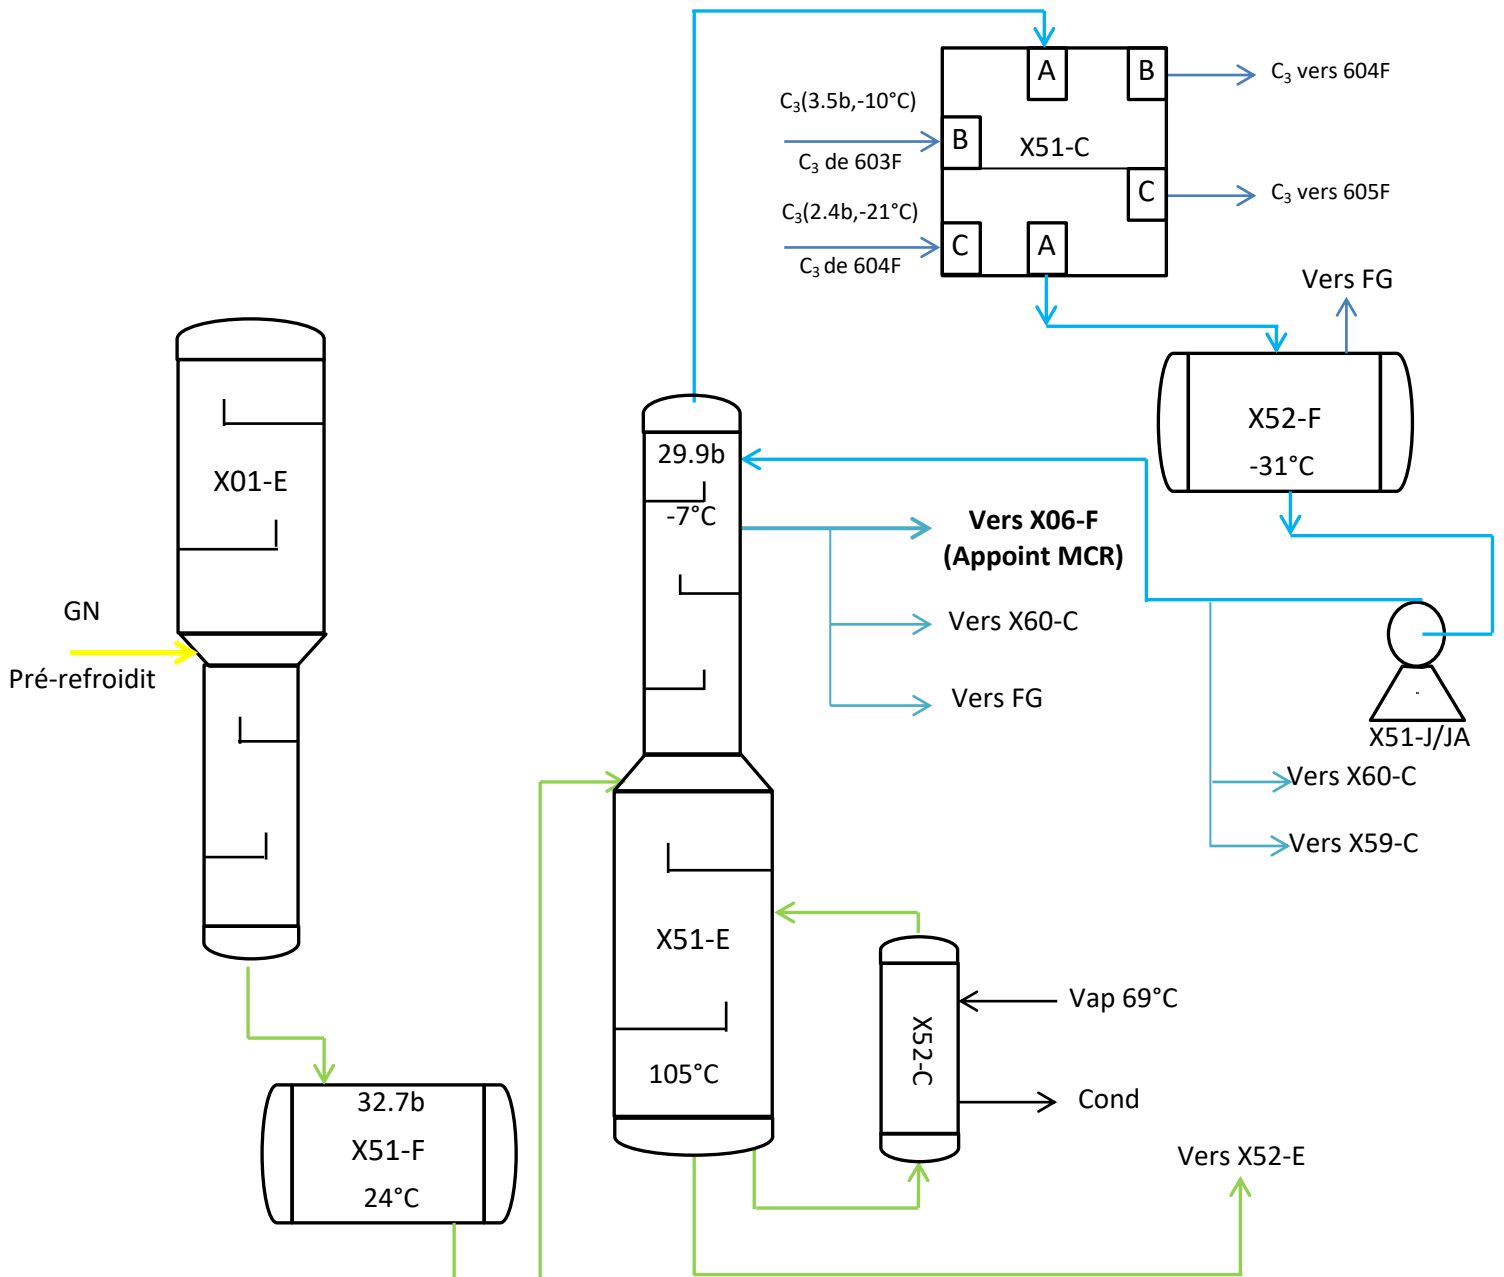 A
B
C₃ vers 604F
C₃(3.5b,-10°C)
B
X51-C
C₃ de 603F
C
C₃ vers 605F
C₃(2.4b,-21°C)
C
A
C₃ de 604F
Vers FG
X52-F
-31°C
29.9b
-7°C
X01-E
Vers X06-F
(Appoint MCR)
GN
Pré-refroidit
Vers X60-C
Vers FG
X51-J/JA
Vers X60-C
Vers X59-C
X51-E
105°C
X52-C
Vap 69°C
Cond
32.7b
X51-F
24°C
Vers X52-E